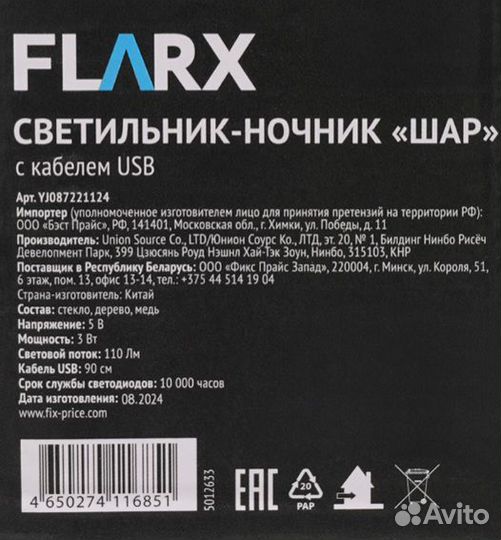 FLARX
СВЕТИЛЬНИК-НОЧНИК «ШАР»
с кабелем USB
Арт. YJ087221124
Импортер (уполномоченное изготовителем лицо для принятия претензий на территории РФ):
ООО «Бэст Прайс», РФ, 141401, Московская обл., г. Химки, ул. Победы, д. 11
Производитель: Union Source Co., LTD/Юнион Соурс Ко., ЛТД, эт. 20, № 1, Билдинг Нинбо Рисёч
Девелопмент Парк, 399 Цзюсянь Роуд Нэшнл Хай-Тэк Зоун, Нинбо, 315103, КНР
Поставщик в Республику Беларусь: ООО «Фикс Прайс Запад», 220004, г. Минск, ул. Короля, 51,
6 этаж, пом. 13, офис 13-14, тел.: +375 44 514 19 04
Страна-изготовитель: Китай
Состав: стекло, дерево, медь
Напряжение: 5 В
Мощность: 3 Вт
Световой поток: 110 Лм
Кабель USB: 90 см
Срок службы светодиодов: 10 000 часов
Дата изготовления: 08.2024
www.fix-price.com
4 650274 116851
5012633
EAC
20
PAP
Avito